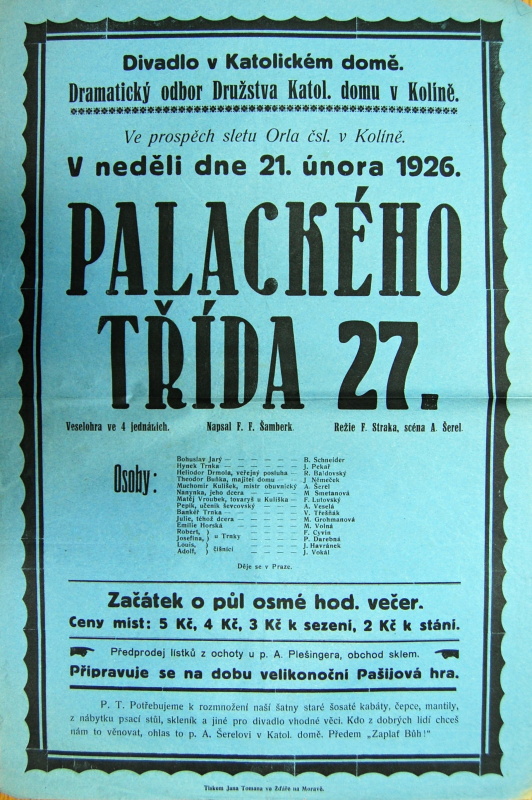 Divadlo v Katolickém domě.
Dramatický odbor Družstva Katol. domu v Kolíně.
Ve prospěch sletu Orla čsl. v Kolíně.
V neděli dne 21. února 1926.
PALACKÉHO
TŘÍDA 27.
Veselohra ve 4 jednáních. Napsal F. F. Šamberk. Režie F. Straka, scéna A. Šerel.
Osoby:
Bohuslav Jarý — — — — — B. Schneider
Hynek Trnka — — — — — J. Pekař
Heliodor Drmola, veřejný posluha — — R. Baldovský
Theodor Buňka, majitel domu — — — J. Němeček
Muchomír Kulíšek, mistr obuvnický — A. Šerel
Nanynka, jeho dcera — — — — M. Smetanová
Matěj Vroubek, tovaryš u Kulíška — — F. Lutovský
Pepík, učeník ševcovský — — — — A. Veselá
Bankéř Trnka — — — — — V. Třešňák
Julie, téhož dcera — — — — — M. Grohmanová
Emilie Horská — — — — — M. Volná
Robert, ) — — — — — F. Cyvín
Josefina, ) u Trnky — — — — P. Darebná
Louis, ) — — — — — J. Havránek
Adolf, ) číšníci — — — — J. Vokál
Děje se v Praze.
Začátek o půl osmé hod. večer.
Ceny míst: 5 Kč, 4 Kč, 3 Kč k sezení, 2 Kč k stání.
Předprodej lístků z ochoty u p. A. Plešingera, obchod sklem.
Připravuje se na dobu velikonoční Pašijová hra.
P. T. Potřebujeme k rozmnožení naší šatny staré šosaté kabáty, čepce, mantily,
z nábytku psací stůl, skleník a jiné pro divadlo vhodné věci. Kdo z dobrých lidí chceš
nám to věnovat, ohlas to p. A. Šerelovi v Katol. domě. Předem „Zaplať Bůh!"
Tiskem Jana Tomana ve Žďáře na Moravě.